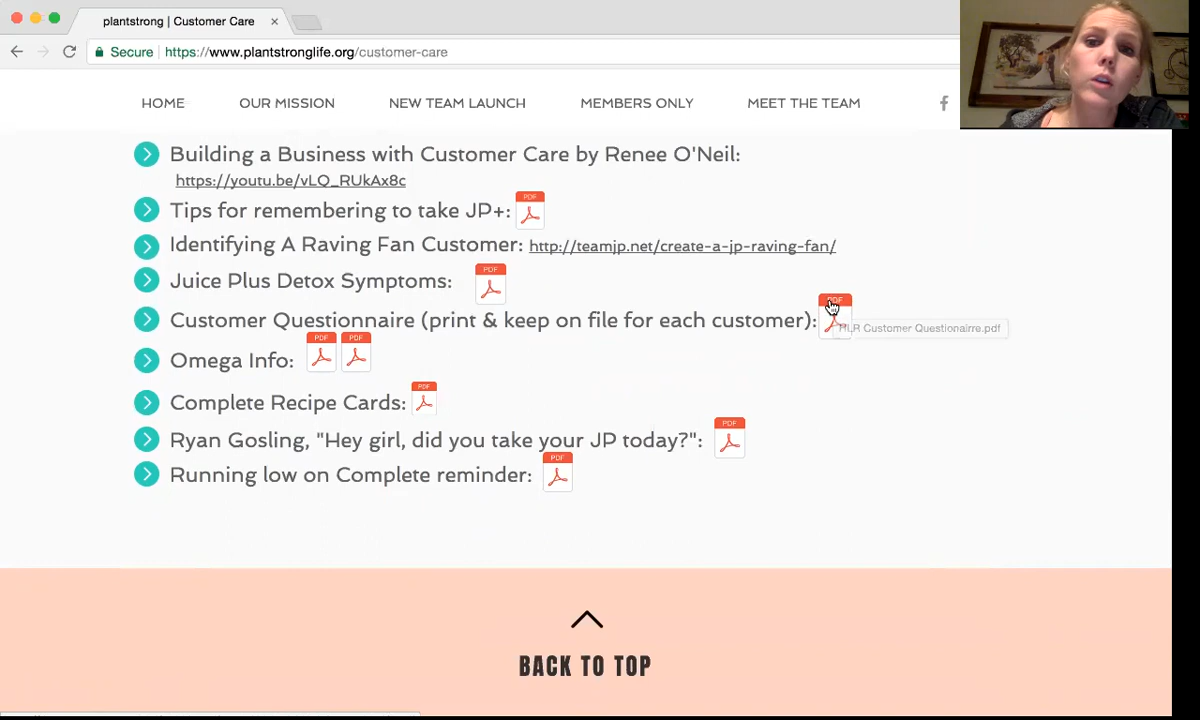 plantstrong | Customer Care
Secure https://www.plantstronglife.org/customer-care
HOME OUR MISSION NEW TEAM LAUNCH MEMBERS ONLY MEET THE TEAM
Building a Business with Customer Care by Renee O'Neil:
https://youtu.be/vLQ_RUkAx8c
Tips for remembering to take JP+: PDF
Identifying A Raving Fan Customer: http://teamjp.net/create-a-jp-raving-fan/
Juice Plus Detox Symptoms: PDF
Customer Questionnaire (print & keep on file for each customer): PDF
MLR Customer Questionairre.pdf
Omega Info: PDF PDF
Complete Recipe Cards: PDF
Ryan Gosling, "Hey girl, did you take your JP today?": PDF
Running low on Complete reminder: PDF
BACK TO TOP